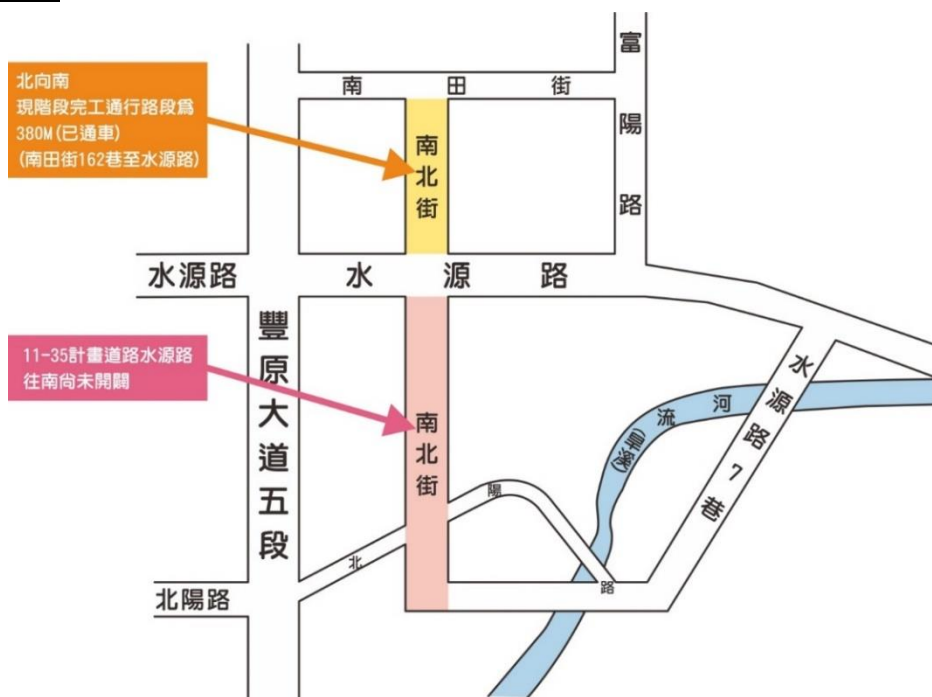 富陽路
北向南
現階段完工通行路段爲
380M(已通車)
(南田街162巷至水源路)
南田街
南北街
水源路
水源路
11-35計畫道路水源路
往南尚未開闢
豐原大道五段
南北街
水源路7巷
河流
(旱溪)
北陽路
北陽路